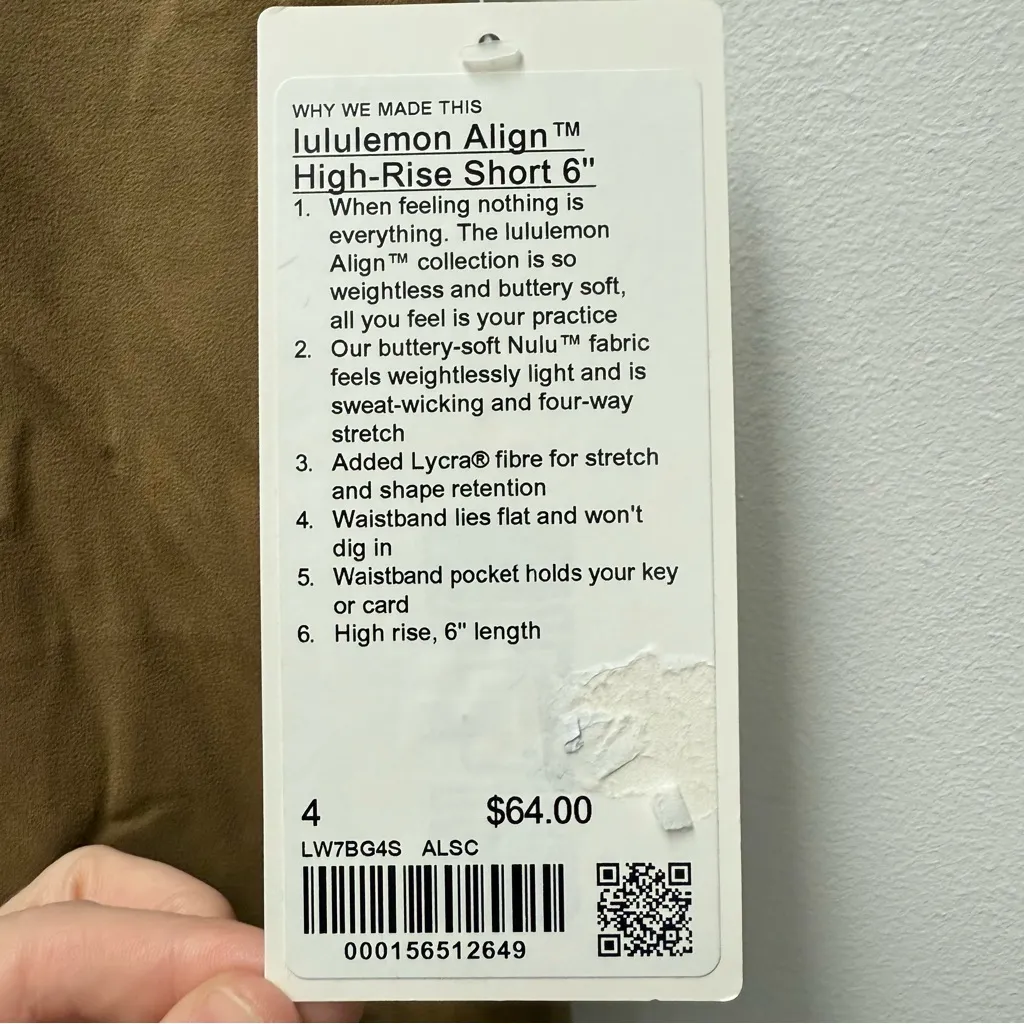 WHY WE MADE THIS
lululemon Align™
High-Rise Short 6"
1. When feeling nothing is
everything. The lululemon
Align™ collection is so
weightless and buttery soft,
all you feel is your practice
2. Our buttery-soft Nulu™ fabric
feels weightlessly light and is
sweat-wicking and four-way
stretch
3. Added Lycra® fibre for stretch
and shape retention
4. Waistband lies flat and won't
dig in
5. Waistband pocket holds your key
or card
6. High rise, 6" length
4 $64.00
LW7BG4S ALSC
000156512649